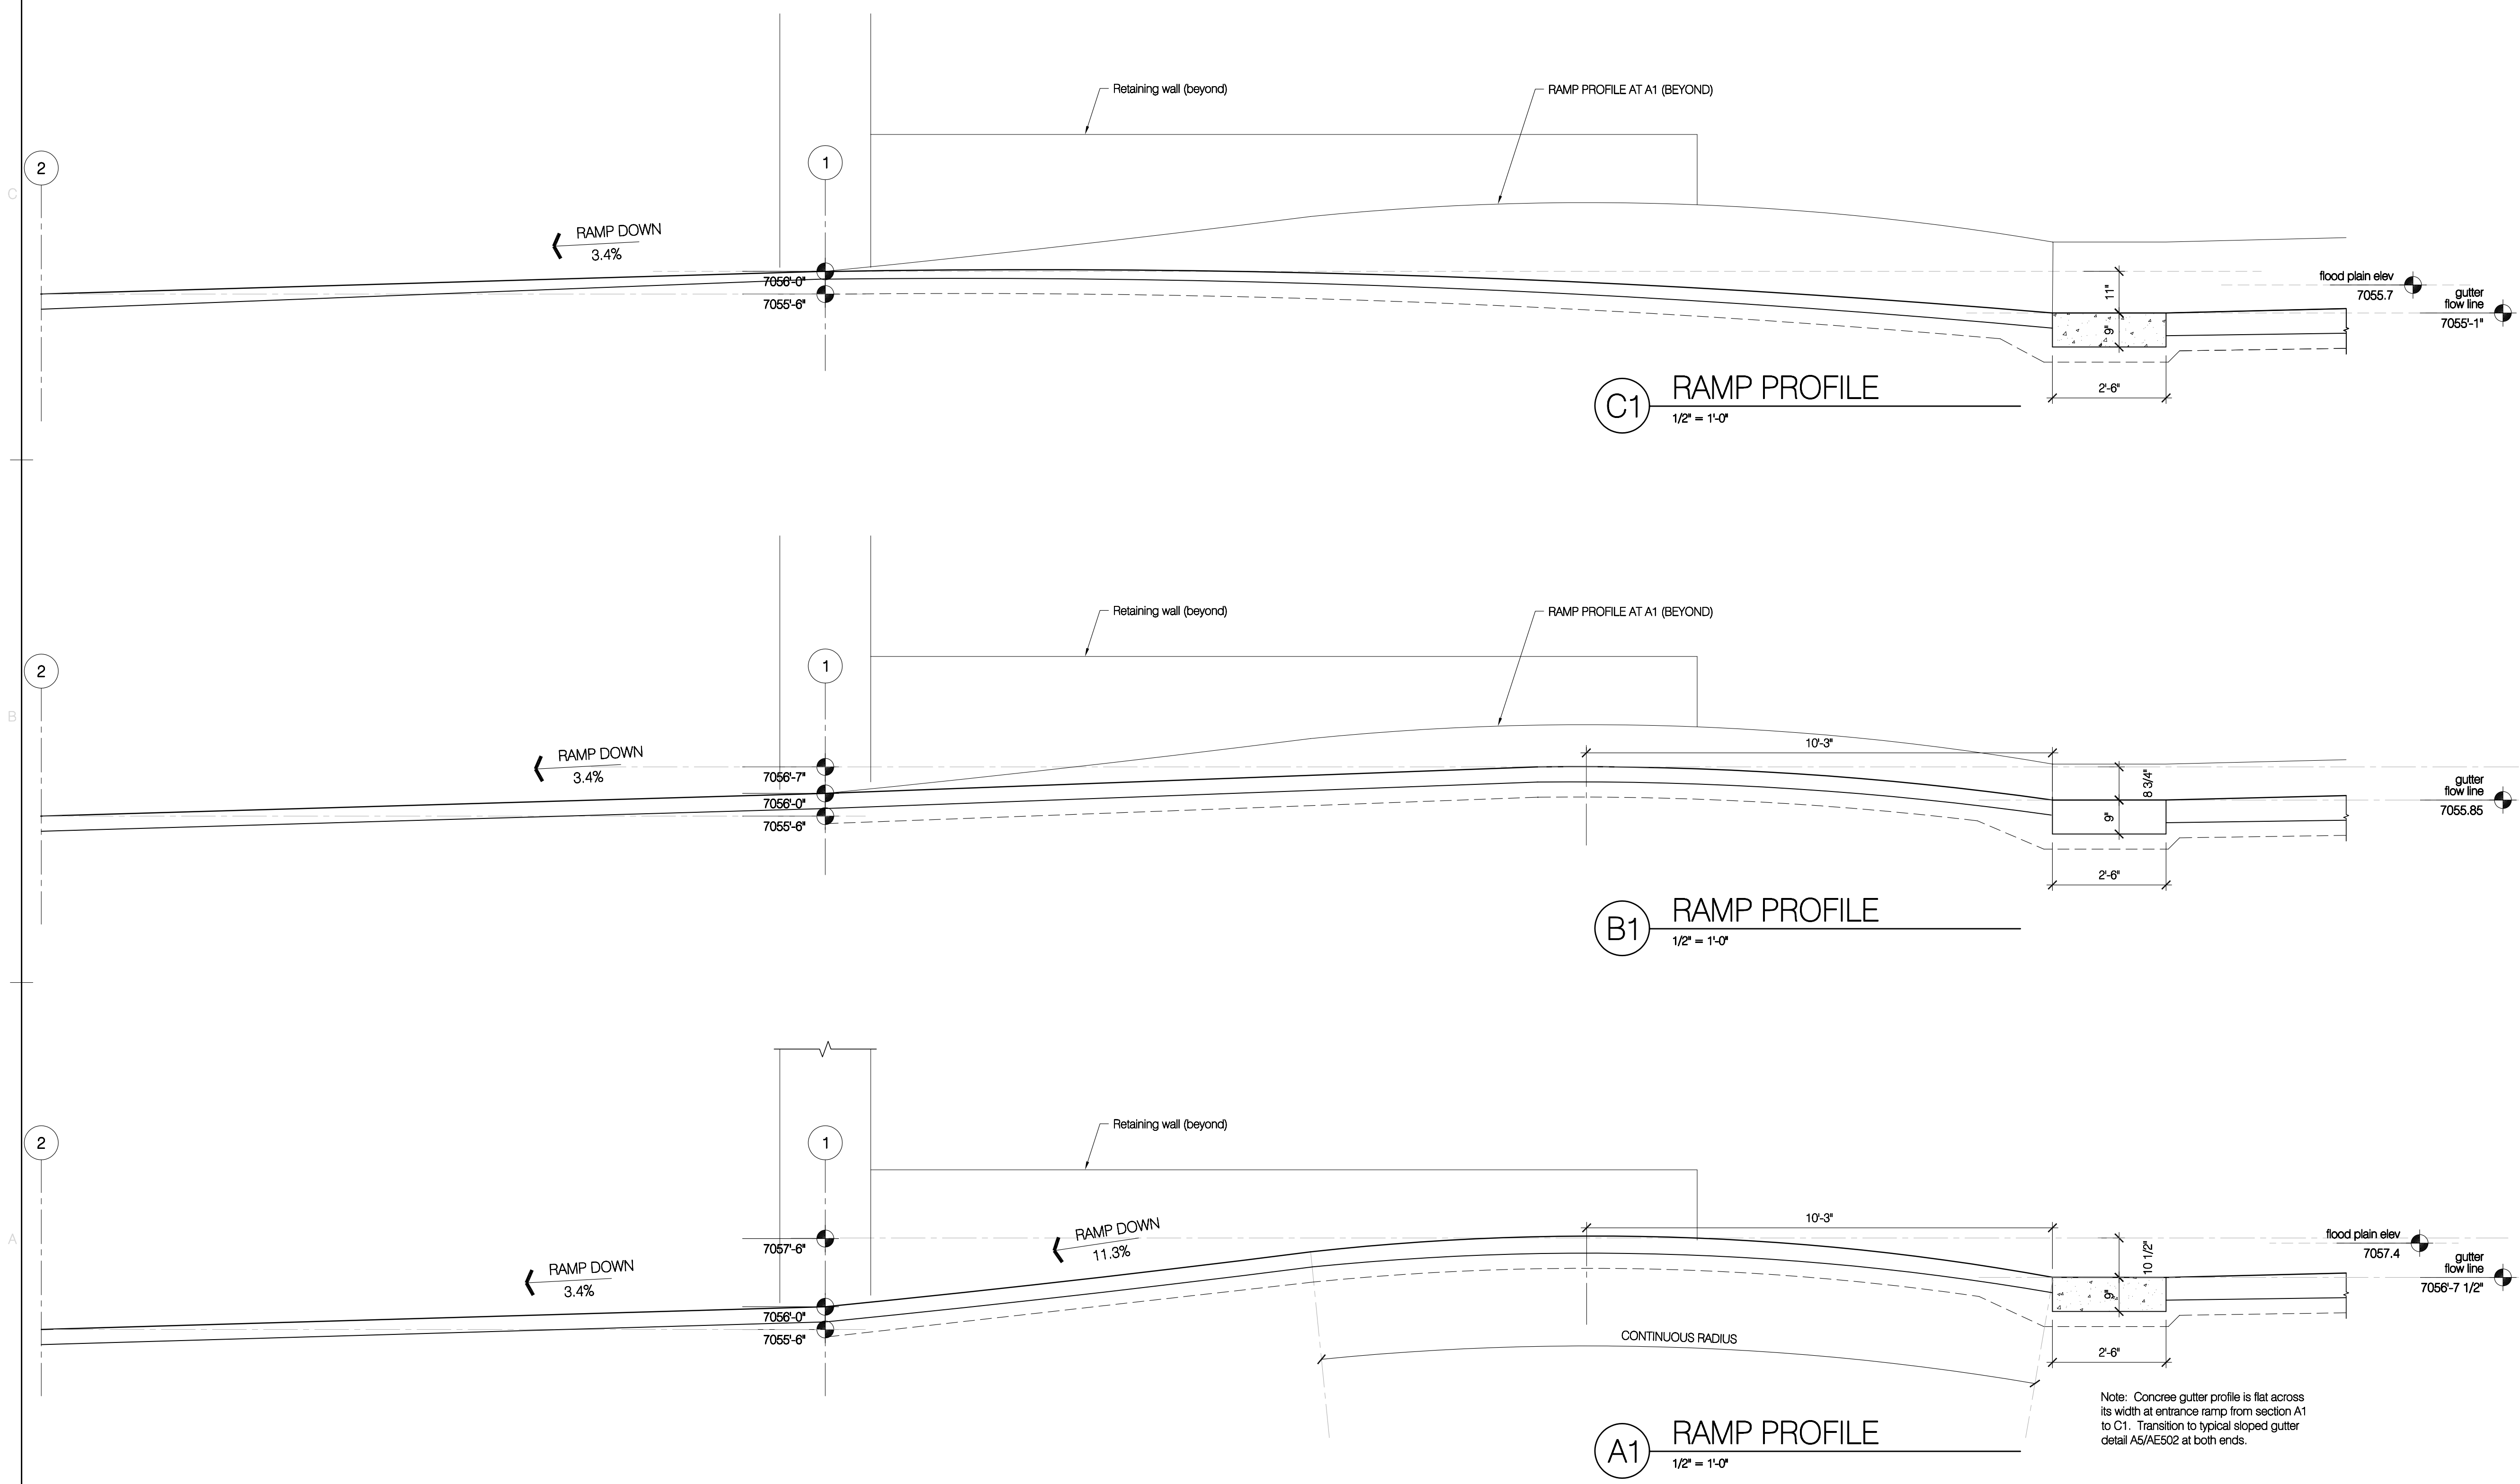 Retaining wall (beyond)
RAMP PROFILE AT A1 (BEYOND)
2
1
C
RAMP DOWN
3.4%
7056'-0"
7055'-6"
11"
9"
flood plain elev
7055.7
gutter
flow line
7055'-1"
2'-6"
C1
RAMP PROFILE
1/2" = 1'-0"
Retaining wall (beyond)
RAMP PROFILE AT A1 (BEYOND)
2
1
B
RAMP DOWN
3.4%
7056'-7"
7056'-0"
7055'-6"
10'-3"
8 3/4"
9"
gutter
flow line
7055.85
2'-6"
B1
RAMP PROFILE
1/2" = 1'-0"
Retaining wall (beyond)
2
1
A
RAMP DOWN
11.3%
RAMP DOWN
3.4%
7057'-6"
7056'-0"
7055'-6"
10'-3"
10 1/2"
9"
flood plain elev
7057.4
gutter
flow line
7056'-7 1/2"
CONTINUOUS RADIUS
2'-6"
Note: Concree gutter profile is flat across
its width at entrance ramp from section A1
to C1. Transition to typical sloped gutter
detail A5/AE502 at both ends.
A1
RAMP PROFILE
1/2" = 1'-0"